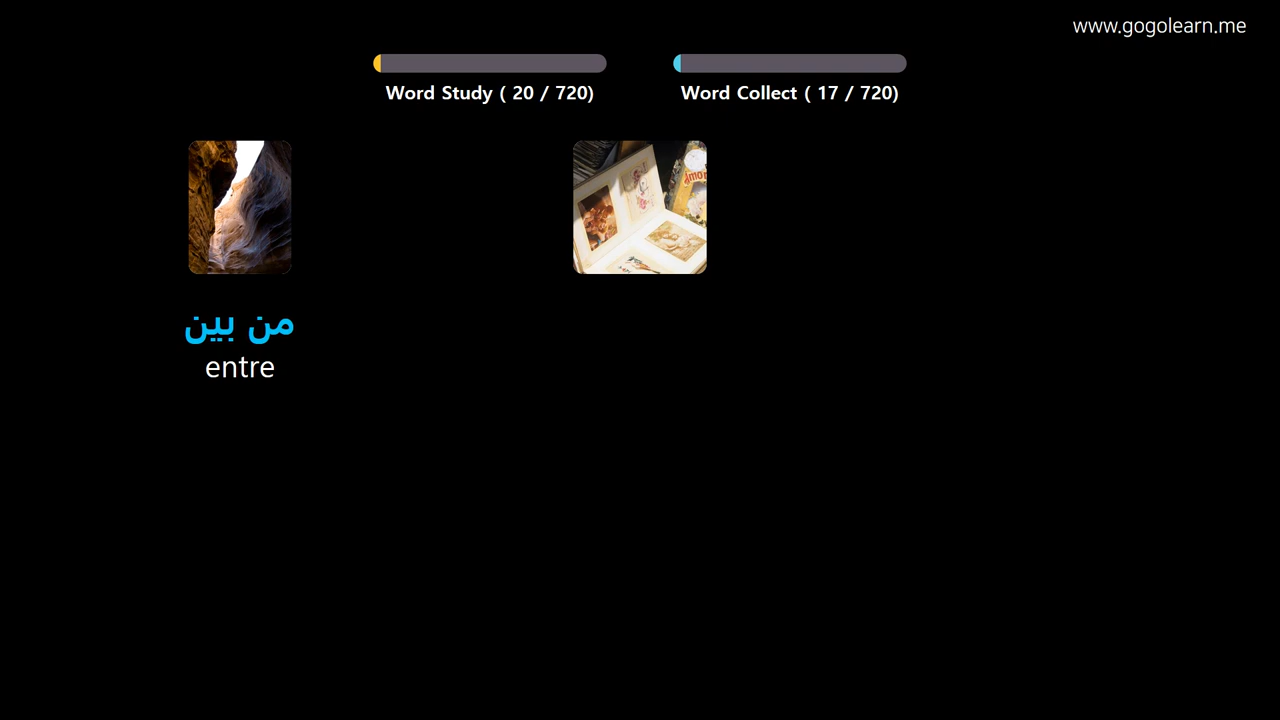 www.gogolearn.me
Word Study ( 20 / 720)
Word Collect ( 17 / 720)
من بين
entre